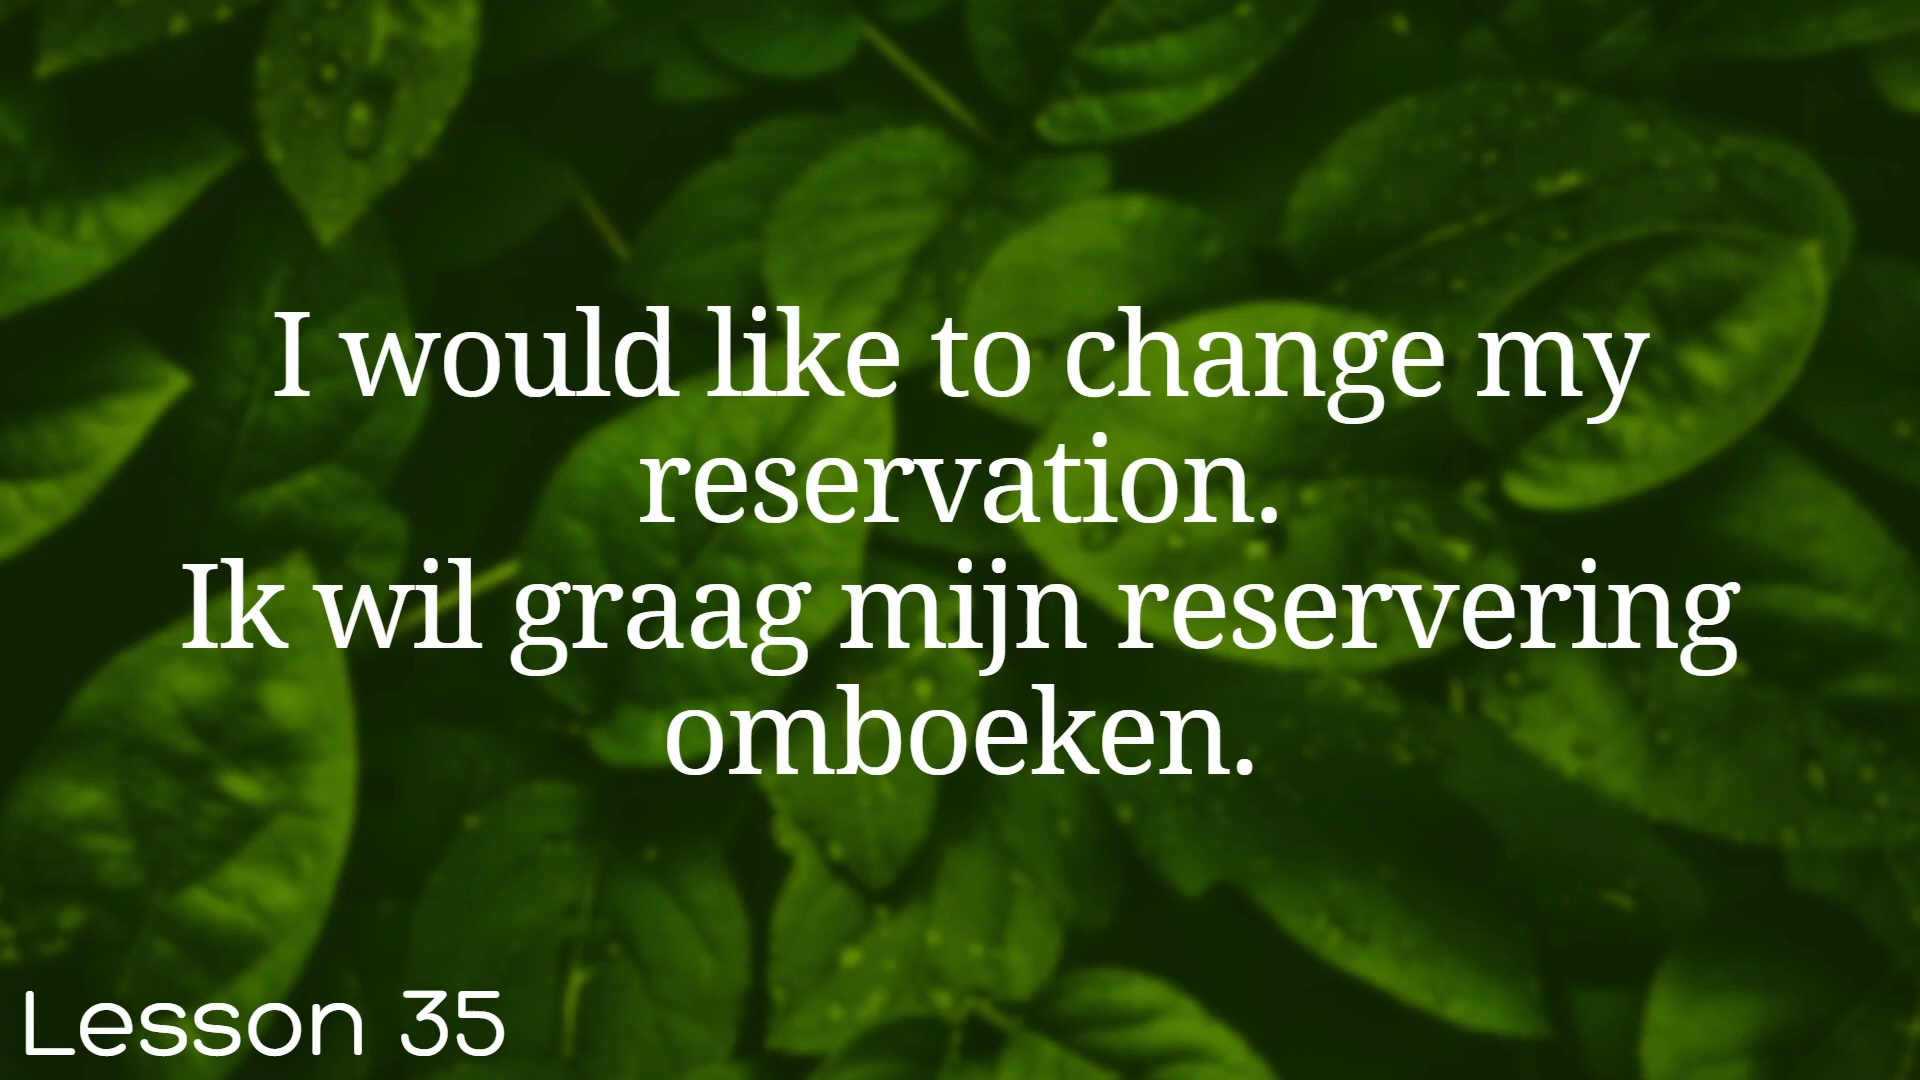 I would like to change my
reservation.
Ik wil graag mijn reservering
omboeken.
Lesson 35